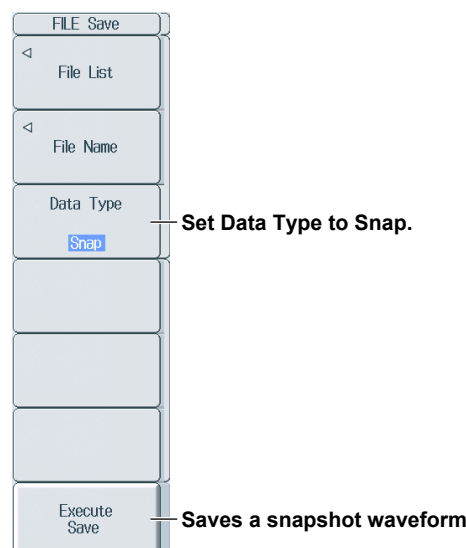 FILE Save
File List
File Name
Data Type
Snap
Set Data Type to Snap.
Execute
Save
Saves a snapshot waveform